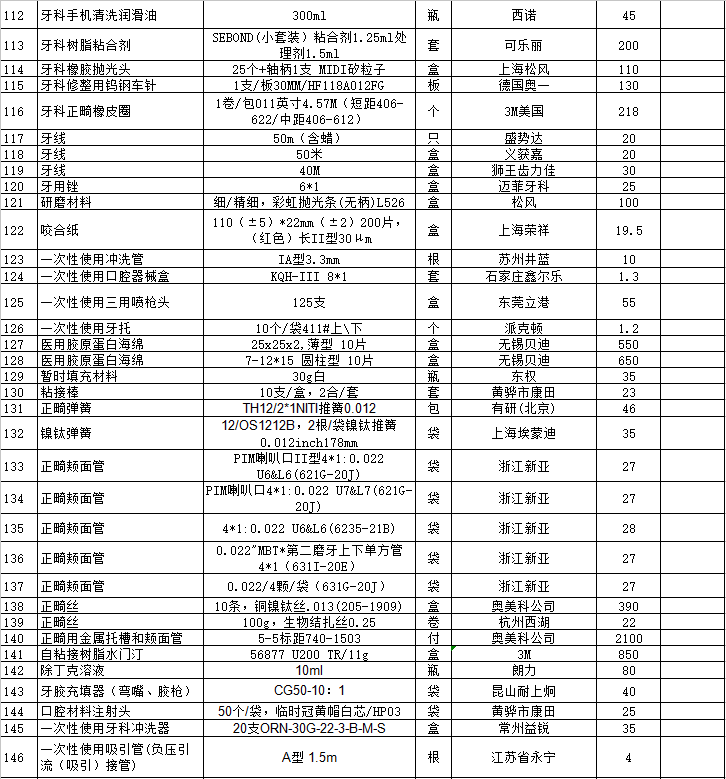 112 牙科手机清洗润滑油 300ml 瓶 西诺 45
113 牙科树脂粘合剂 SEBOND(小套装）粘合剂1.25ml处
理剂1.5ml 套 可乐丽 200
114 牙科橡胶抛光头 25个+轴柄1支 MIDI矽粒子 盒 上海松风 110
115 牙科修整用钨钢车针 1支/板30MM/HF118A012FG 板 德国奥一 130
116 牙科正畸橡皮圈 1卷/包011英寸4.57M（短距406-
622/中距406-612） 个 3M美国 218
117 牙线 50m（含蜡） 只 盛势达 20
118 牙线 50米 盒 义获嘉 20
119 牙线 40M 盒 狮王齿力佳 30
120 牙用锉 6*1 盒 迈菲牙科 25
121 研磨材料 细/精细，彩虹抛光条(无柄)L526 盒 松风 100
122 咬合纸 110（±5）*22mm（±2）200片，
（红色）长II型30μm 盒 上海荣祥 19.5
123 一次性使用冲洗管 IA型3.3mm 根 苏州井蓝 10
124 一次性使用口腔器械盒 KQH-III 8*1 套 石家庄鑫尔乐 1.3
125 一次性使用三用喷枪头 125支 盒 东莞立港 55
126 一次性使用牙托 10个/袋411#上\下 个 派克顿 1.2
127 医用胶原蛋白海绵 25x25x2,薄型 10片 盒 无锡贝迪 550
128 医用胶原蛋白海绵 7-12*15 圆柱型 10片 盒 无锡贝迪 650
129 暂时填充材料 30g白 瓶 东权 35
130 粘接棒 10支/盒，2合/套 套 黄骅市康田 23
131 正畸弹簧 TH12/2*1NITI推簧0.012 包 有研(北京) 46
132 镍钛弹簧 12/OS1212B，2根/袋镍钛推簧
0.012inch178mm 袋 上海埃蒙迪 35
133 正畸颊面管 PIM喇叭口II型4*1:0.022
U6&L6(621G-20J) 袋 浙江新亚 27
134 正畸颊面管 PIM喇叭口4*1:0.022 U7&L7(621G-
20J) 袋 浙江新亚 27
135 正畸颊面管 4*1:0.022 U6&L6(6235-21B) 袋 浙江新亚 28
136 正畸颊面管 0.022"MBT*第二磨牙上下单方管
4*1（631I-20E） 袋 浙江新亚 27
137 正畸颊面管 0.022/4颗/袋（631G-20J） 袋 浙江新亚 27
138 正畸丝 10条，铜镍钛丝.013(205-1909) 盒 奥美科公司 390
139 正畸丝 100g，生物结扎丝0.25 卷 杭州西湖 22
140 正畸用金属托槽和颊面管 5-5标距740-1503 付 奥美科公司 2100
141 自粘接树脂水门汀 56877 U200 TR/11g 盒 3M 850
142 除丁克溶液 10ml 瓶 朗力 80
143 牙胶充填器（弯嘴、胶枪） CG50-10：1 袋 昆山耐上炯 40
144 口腔材料注射头 50个/袋，临时冠黄帽白芯/HP03 袋 黄骅市康田 25
145 一次性使用牙科冲洗器 20支ORN-30G-22-3-B-M-S 盒 常州益锐 35
146 一次性使用吸引管(负压引
流（吸引）接管) A型 1.5m 根 江苏省永宁 4